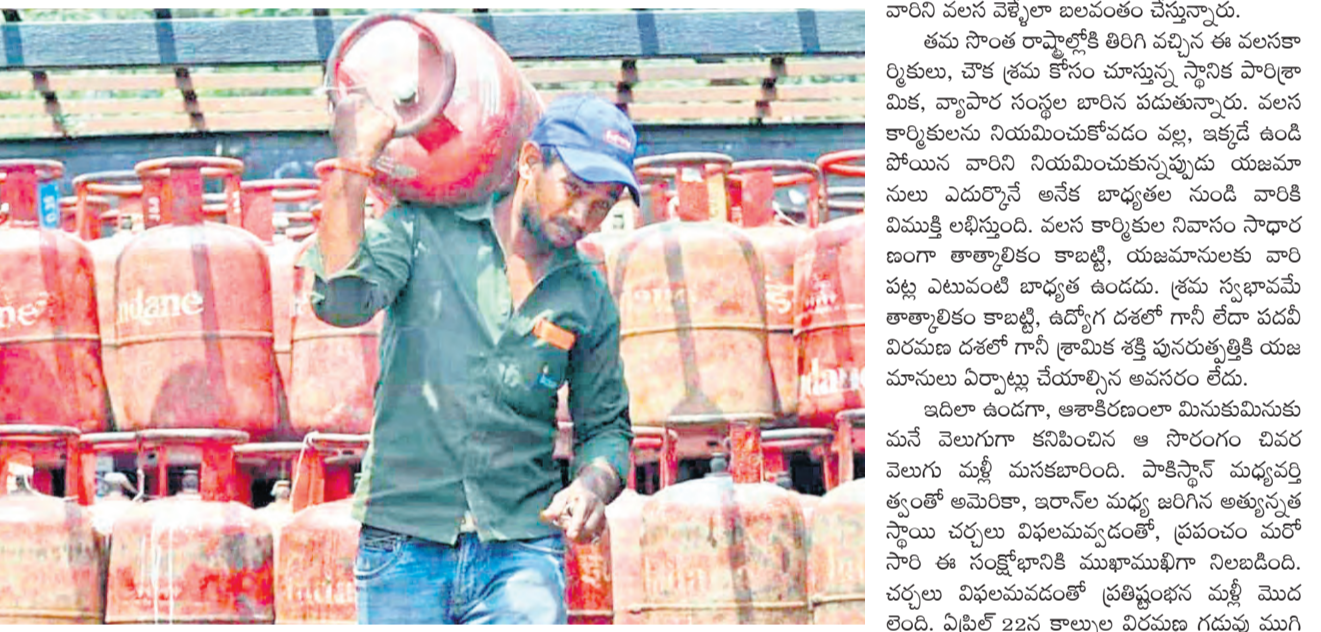 ndane
వారిని వలస వెళ్ళేలా బలవంతం చేస్తున్నారు.
తమ సొంత రాష్ట్రాల్లోకి తిరిగి వచ్చిన ఈ వలసకా
ర్మికులు, చౌక శ్రమ కోసం చూస్తున్న స్థానిక పారిశ్రా
మిక, వ్యాపార సంస్థల బారిన పడుతున్నారు. వలస
కార్మికులను నియమించుకోవడం వల్ల, ఇక్కడే ఉండి
పోయిన వారిని నియమించుకున్నప్పుడు యజమా
నులు ఎదుర్కొనే అనేక బాధ్యతల నుండి వారికి
విముక్తి లభిస్తుంది. వలస కార్మికుల నివాసం సాధార
ణంగా తాత్కాలికం కాబట్టి, యజమానులకు వారి
పట్ల ఎటువంటి బాధ్యత ఉండదు. శ్రమ స్వభావమే
తాత్కాలికం కాబట్టి, ఉద్యోగ దశలో గానీ లేదా పదవీ
విరమణ దశలో గానీ శ్రామిక శక్తి పునరుత్పత్తికి యజ
మానులు ఏర్పాట్లు చేయాల్సిన అవసరం లేదు.
ఇదిలా ఉండగా, ఆశాకిరణంలా మినుకుమినుకు
మనే వెలుగుగా కనిపించిన ఆ సొరంగం చివర
వెలుగు మళ్లీ మసకబారింది. పాకిస్థాన్ మధ్యవర్తి
త్వంతో అమెరికా, ఇరాన్‌ల మధ్య జరిగిన అత్యున్నత
స్థాయి చర్చలు విఫలమవ్వడంతో, ప్రపంచం మరో
సారి ఈ సంక్షోభానికి ముఖాముఖిగా నిలబడింది.
చర్చలు విఫలమవడంతో ప్రతిష్టంభన మళ్లీ మొద
లైంది. ఏప్రిల్ 22న కాల్పుల విరమణ గడువు ముగి